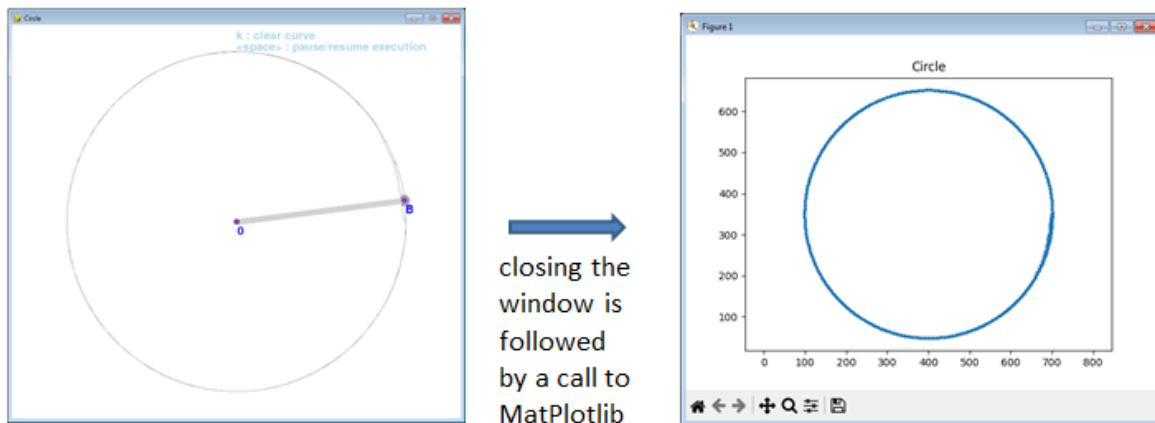 Circle
k : clear curve
<space> : pause/resume execution
B
0
closing the
window is
followed
by a call to
MatPlotlib
Figure 1
Circle
600
500
400
300
200
100
0 100 200 300 400 500 600 700 800